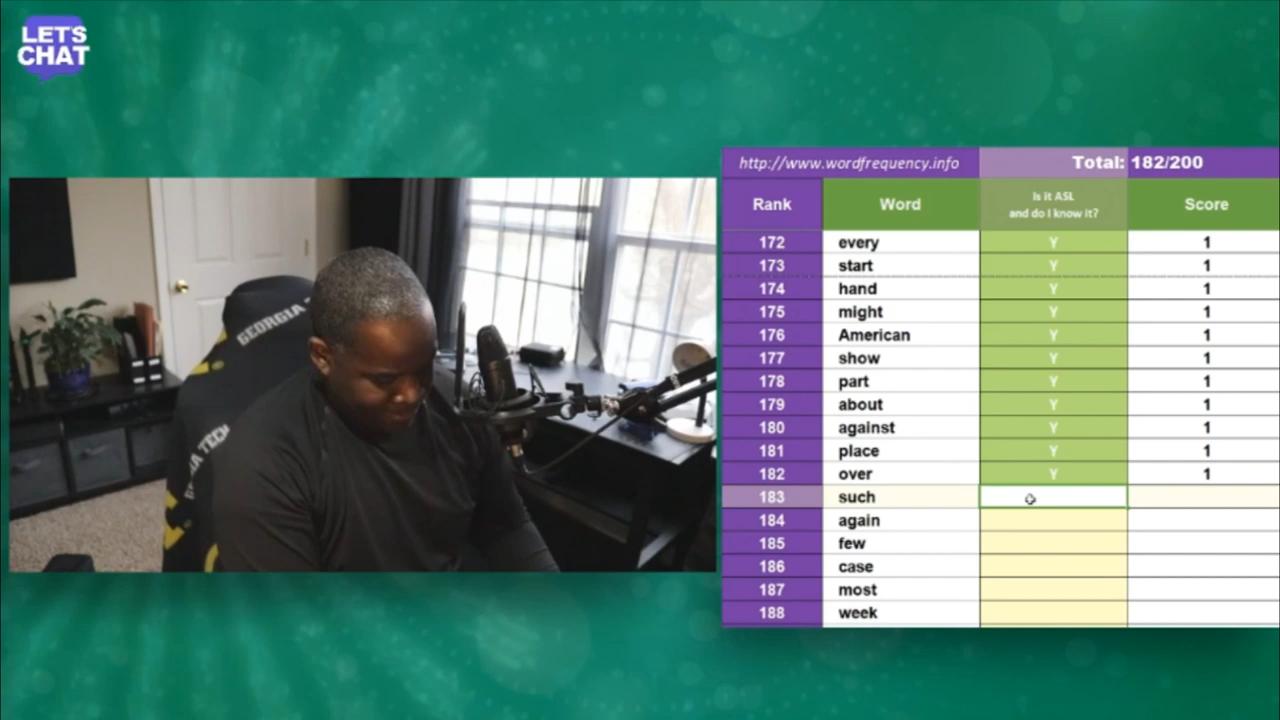 LET'S
CHAT
http://www.wordfrequency.info Total: 182/200
Rank Word Is it ASL and do I know it? Score
172 every Y 1
173 start Y 1
174 hand Y 1
175 might Y 1
176 American Y 1
177 show Y 1
178 part Y 1
179 about Y 1
180 against Y 1
181 place Y 1
182 over Y 1
183 such
184 again
185 few
186 case
187 most
188 week
GEORGIA
TECH